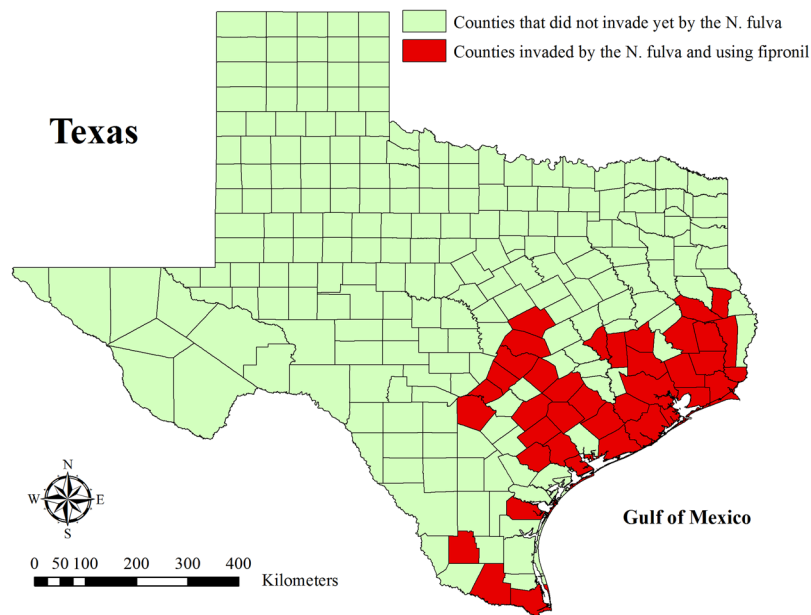 Counties that did not invade yet by the N. fulva
Counties invaded by the N. fulva and using fipronil
Texas
N
W E
S
Gulf of Mexico
0 50 100 200 300 400
Kilometers